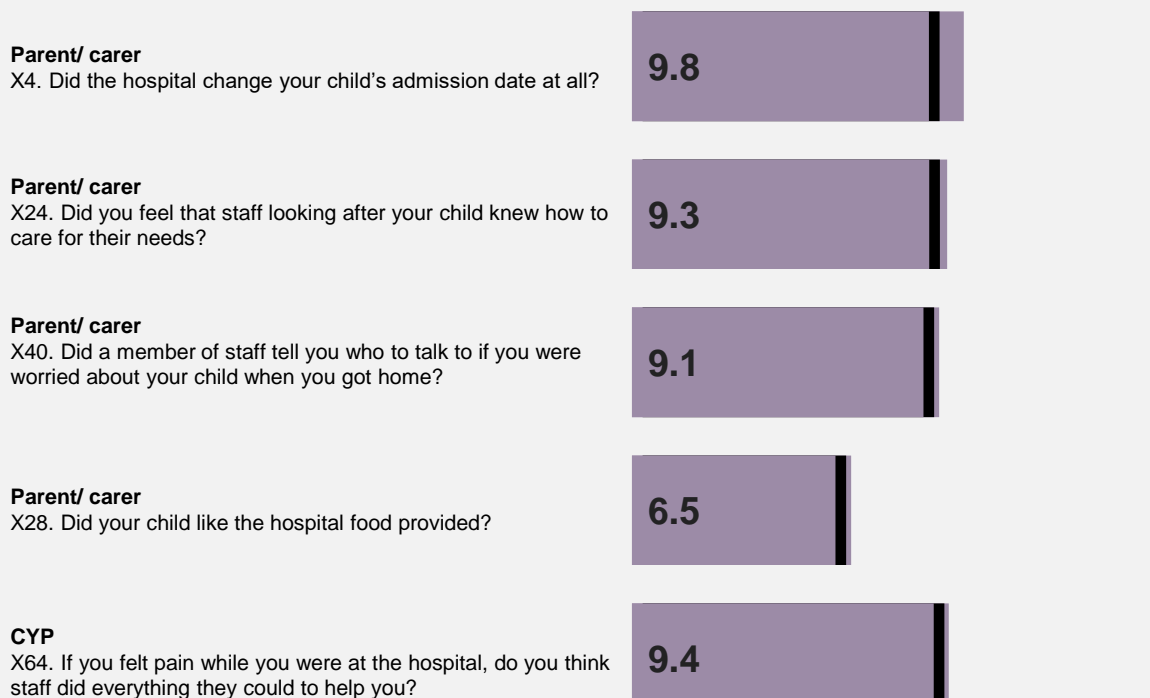 Parent/ carer
X4. Did the hospital change your child's admission date at all?
9.8
Parent/ carer
X24. Did you feel that staff looking after your child knew how to
care for their needs?
9.3
Parent/ carer
X40. Did a member of staff tell you who to talk to if you were
worried about your child when you got home?
9.1
Parent/ carer
X28. Did your child like the hospital food provided?
6.5
CYP
X64. If you felt pain while you were at the hospital, do you think
staff did everything they could to help you?
9.4